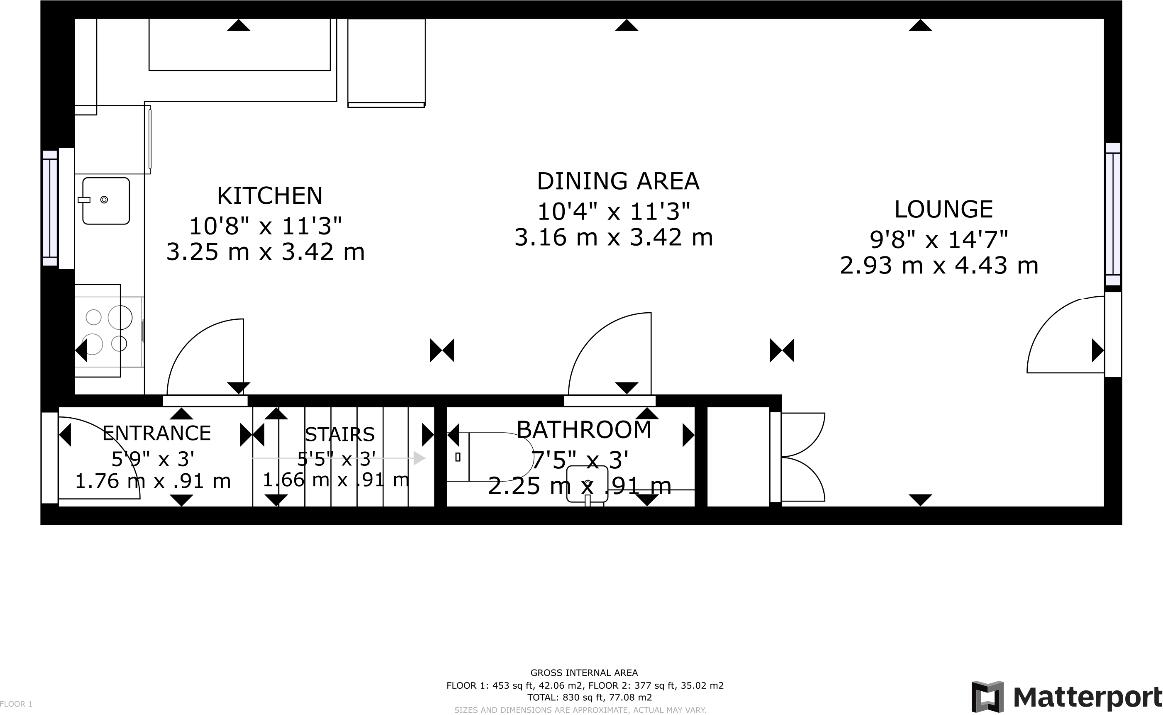 KITCHEN
10'8" x 11'3"
3.25 m x 3.42 m
DINING AREA
10'4" x 11'3"
3.16 m x 3.42 m
LOUNGE
9'8" x 14'7"
2.93 m x 4.43 m
ENTRANCE
5'9" x 3'
1.76 m x .91 m
STAIRS
5'5" x 3'
1.66 m x .91 m
BATHROOM
7'5" x 3'
2.25 m x .91 m
GROSS INTERNAL AREA
FLOOR 1: 453 sq ft, 42.06 m2, FLOOR 2: 377 sq ft, 35.02 m2
TOTAL: 830 sq ft, 77.08 m2
SIZES AND DIMENSIONS ARE APPROXIMATE, ACTUAL MAY VARY.
FLOOR 1
Matterport